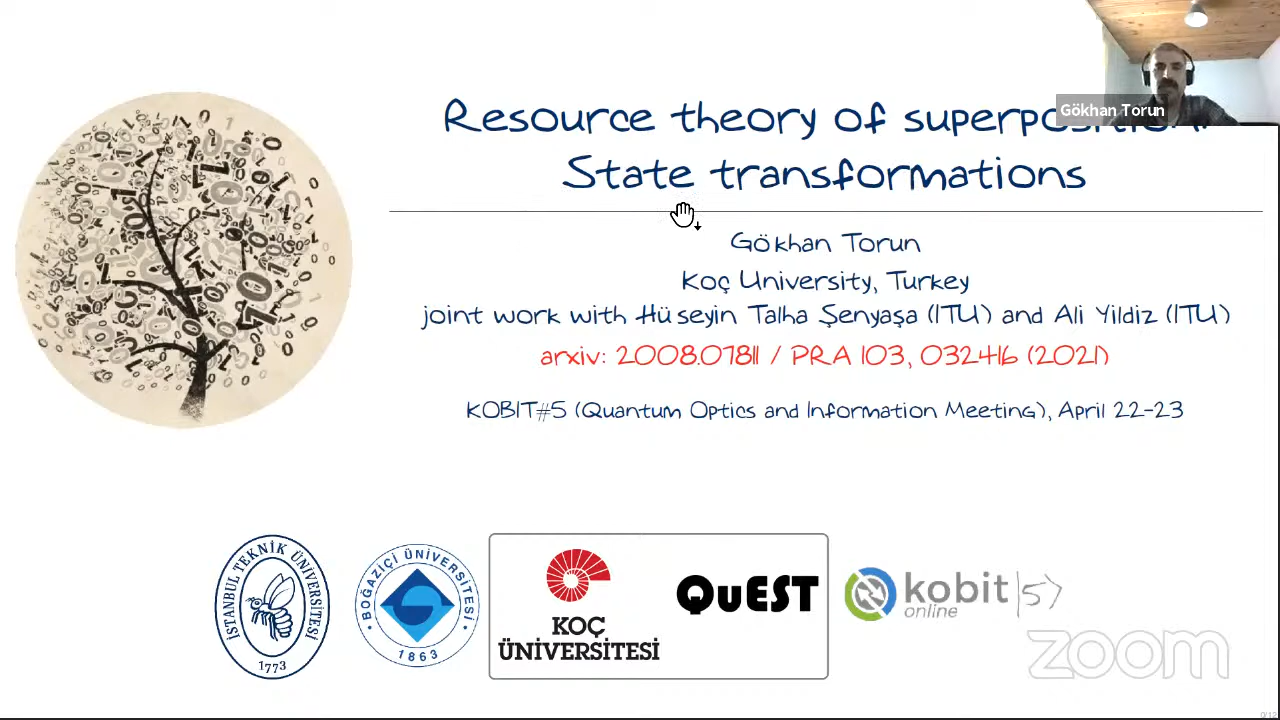 Resource theory of
State transformations
Gökhan Torun
Gökhan Torun
Koç University, Turkey
joint work with Hüseyin Talha Şenyaşa (ITU) and Ali Yildiz (ITU)
arxiv: 2008.07811 / PRA 103, 032416 (2021)
KOBIT#5 (Quantum Optics and Information Meeting), April 22-23
İSTANBUL TEKNİK ÜNİVERSİTESİ
1773
BOĞAZİÇİ ÜNİVERSİTESİ
1863
KOÇ
ÜNİVERSİTESİ
QuEST
kobit |5⟩
online
zoom